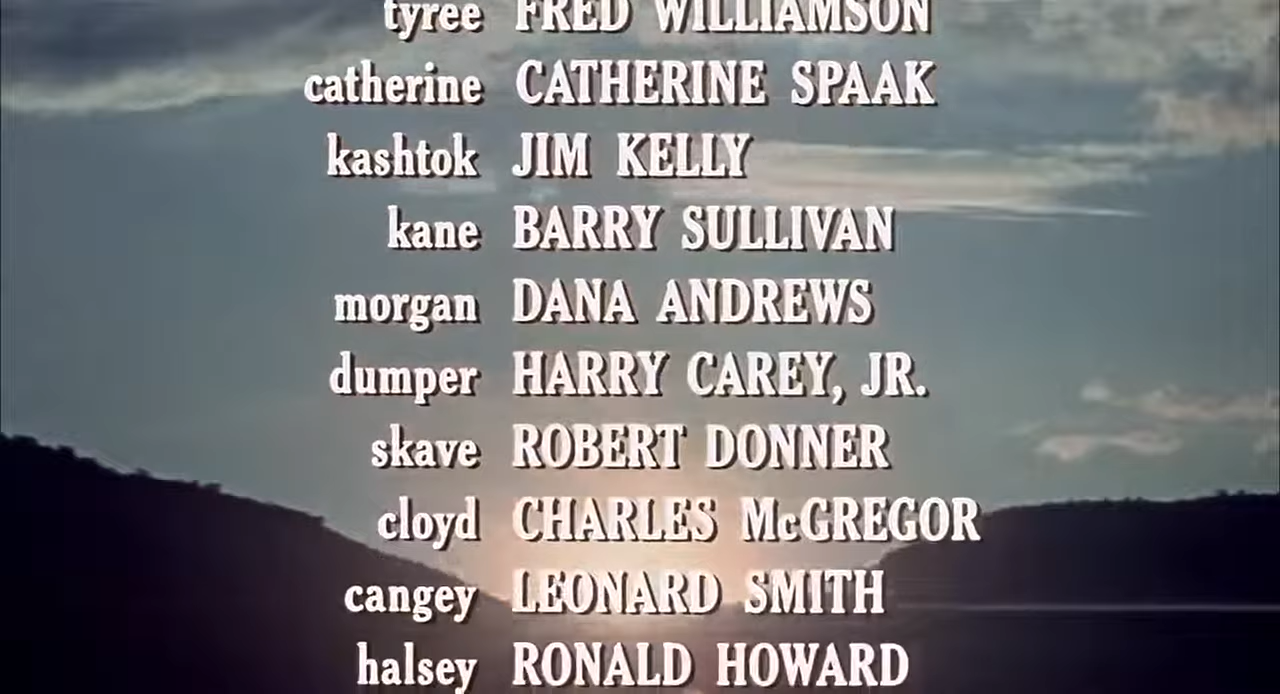 tyree FRED WILLIAMSON
catherine CATHERINE SPAAK
kashtok JIM KELLY
kane BARRY SULLIVAN
morgan DANA ANDREWS
dumper HARRY CAREY, JR.
skave ROBERT DONNER
cloyd CHARLES McGREGOR
cangey LEONARD SMITH
halsey RONALD HOWARD